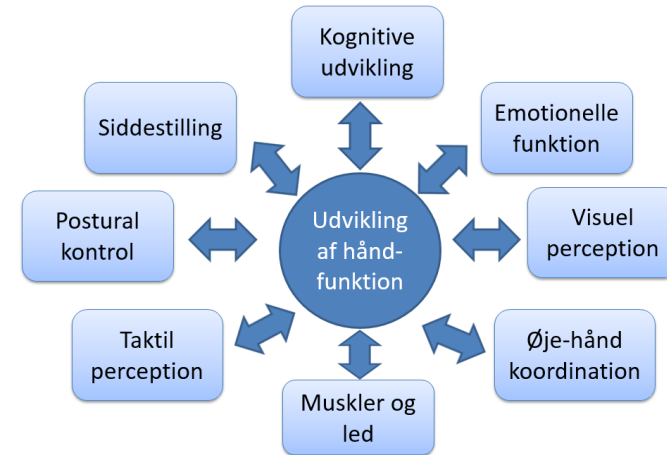 Kognitive
udvikling
Emotionelle
funktion
Visuel
perception
Øje-hånd
koordination
Muskler og
led
Taktil
perception
Postural
kontrol
Siddestilling
Udvikling
af hånd-
funktion